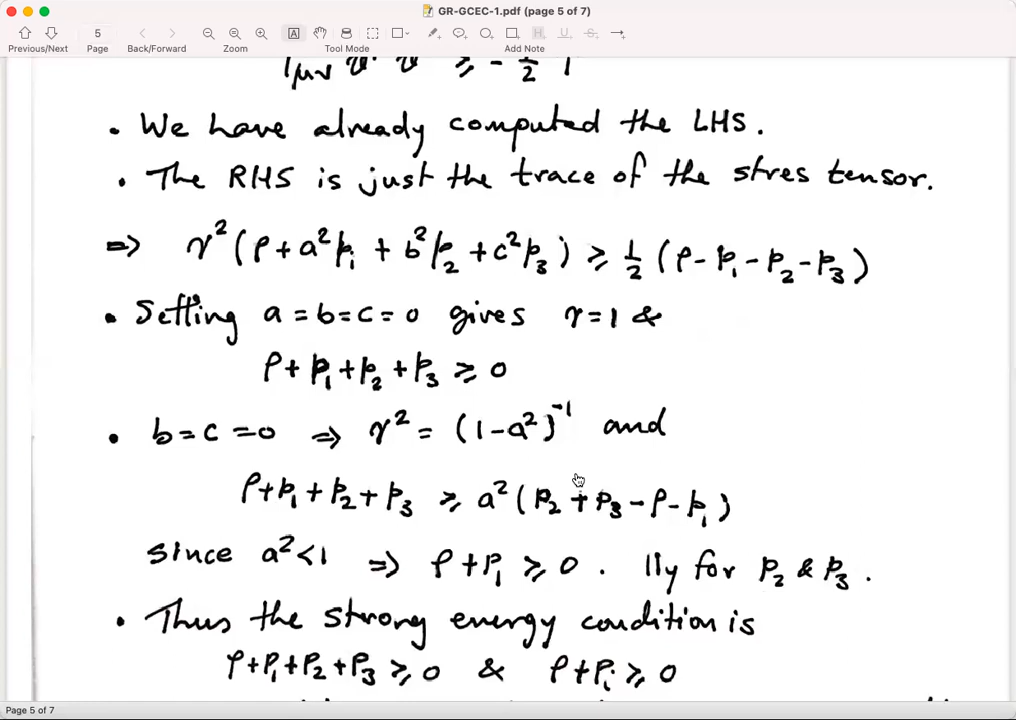 GR-GCEC-1.pdf (page 5 of 7)
5
Previous/Next Page Back/Forward Zoom Tool Mode Add Note
Tμν v v ≥ - 1/2 T
• We have already computed the LHS.
• The RHS is just the trace of the stres tensor.
⇒ γ²(ρ + a²p₁ + b²p₂ + c²p₃) ≥ 1/2 (ρ - p₁ - p₂ - p₃)
• Setting a = b = c = 0 gives γ = 1 &
ρ + p₁ + p₂ + p₃ ≥ 0
• b = c = 0 ⇒ γ² = (1 - a²)⁻¹ and
ρ + p₁ + p₂ + p₃ ≥ a²(p₂ + p₃ - ρ - p₁)
since a² < 1 ⇒ ρ + p₁ ≥ 0. lly for p₂ & p₃.
• Thus the strong energy condition is
ρ + p₁ + p₂ + p₃ ≥ 0 & ρ + pᵢ ≥ 0
Page 5 of 7